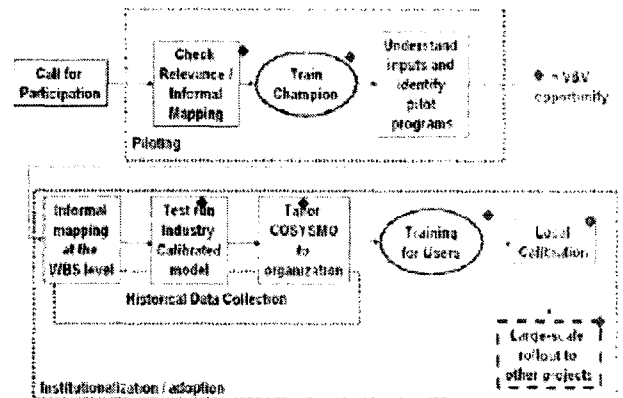 Call for
Participation
Check
Relevance /
Informal
Mapping
Train
Champion
Understand
inputs and
identify
pilot
programs
= V&V
opportunity
Piloting
Informal
mapping
at the
WBS level
Test run
Industry
Calibrated
model
Tailor
COSYSMO
to
organization
Training
for Users
Local
Calibration
Historical Data Collection
Large-scale
rollout to
other projects
Institutionalization / adoption